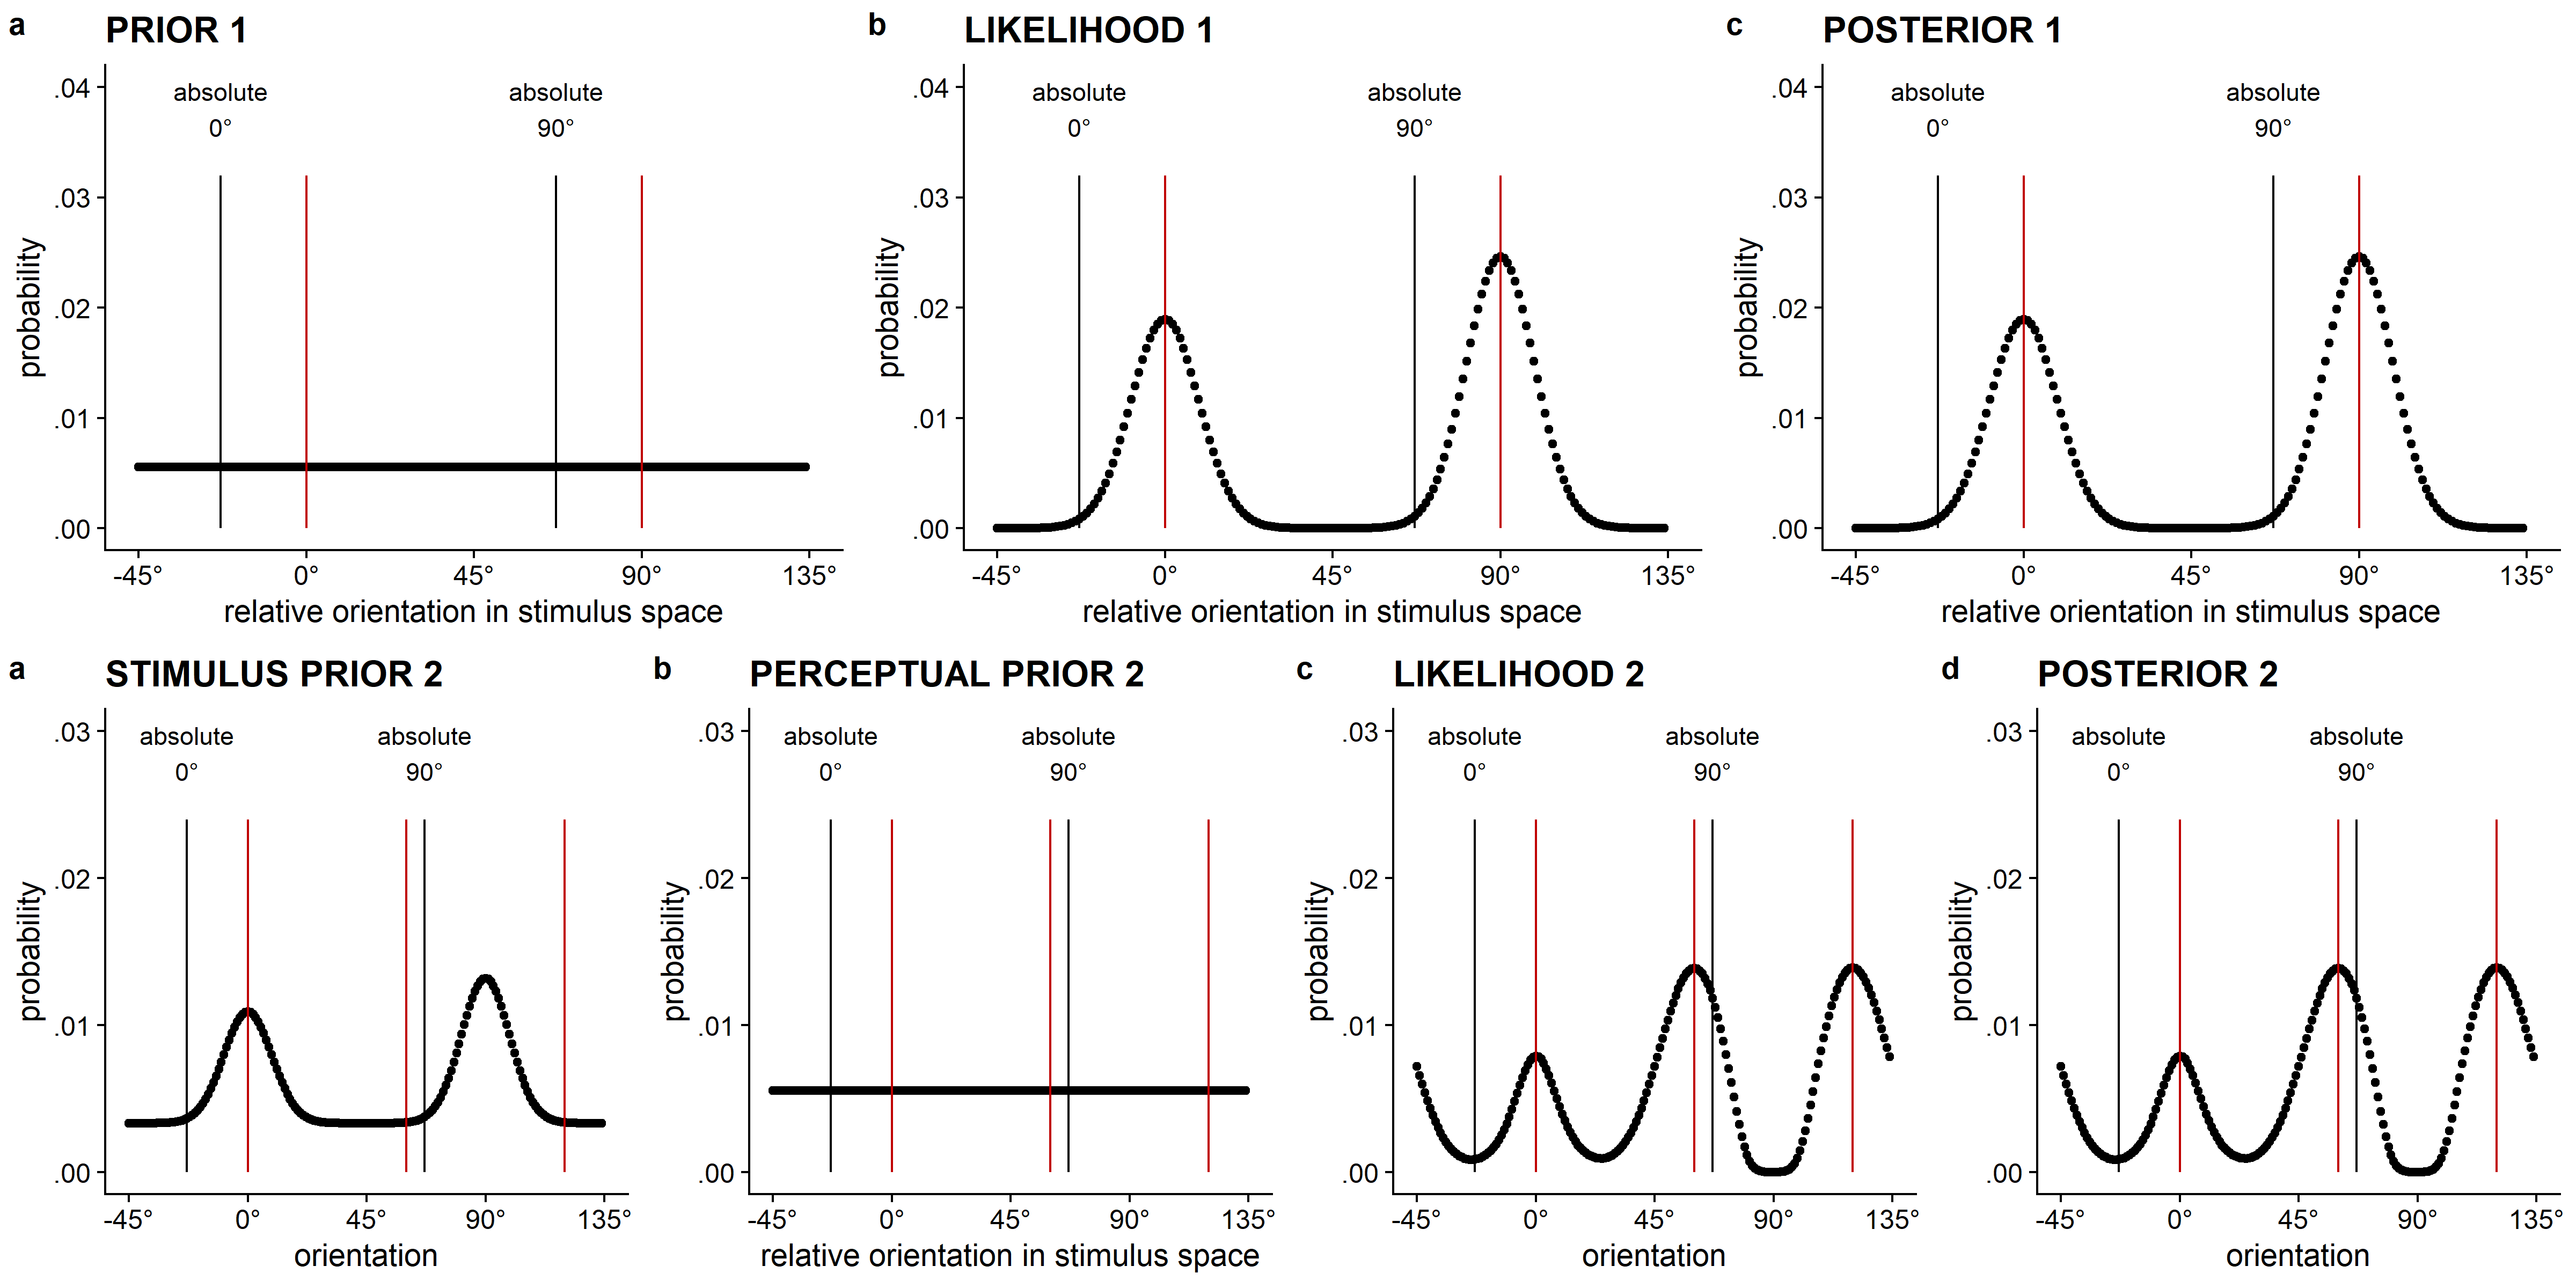 a PRIOR 1
.04
.03
.02
.01
.00
absolute absolute
0° 90°
probability
-45° 0° 45° 90° 135°
relative orientation in stimulus space
b LIKELIHOOD 1
.04
.03
.02
.01
.00
absolute absolute
0° 90°
probability
-45° 0° 45° 90° 135°
relative orientation in stimulus space
c POSTERIOR 1
.04
.03
.02
.01
.00
absolute absolute
0° 90°
probability
-45° 0° 45° 90° 135°
relative orientation in stimulus space
a STIMULUS PRIOR 2
.03
.02
.01
.00
absolute absolute
0° 90°
probability
-45° 0° 45° 90° 135°
orientation
b PERCEPTUAL PRIOR 2
.03
.02
.01
.00
absolute absolute
0° 90°
probability
-45° 0° 45° 90° 135°
relative orientation in stimulus space
c LIKELIHOOD 2
.03
.02
.01
.00
absolute absolute
0° 90°
probability
-45° 0° 45° 90° 135°
orientation
d POSTERIOR 2
.03
.02
.01
.00
absolute absolute
0° 90°
probability
-45° 0° 45° 90° 135°
orientation